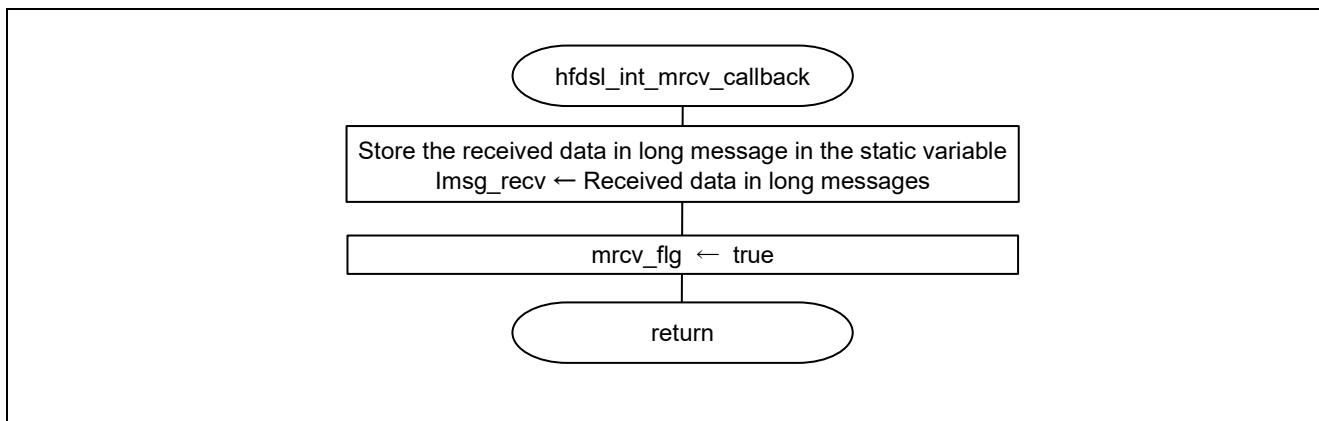 hfdsl_int_mrcv_callback
Store the received data in long message in the static variable
lmsg_recv ← Received data in long messages
mrcv_flg ← true
return